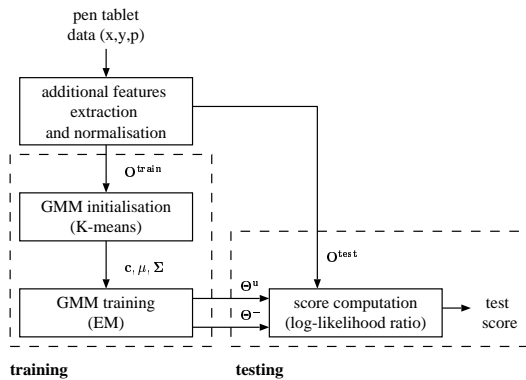 pen tablet
data (x,y,p)
additional features
extraction
and normalisation
O^train
GMM initialisation
(K-means)
c, μ, Σ
O^test
GMM training
(EM)
Θ^u
Θ^−
score computation
(log-likelihood ratio)
test
score
training
testing